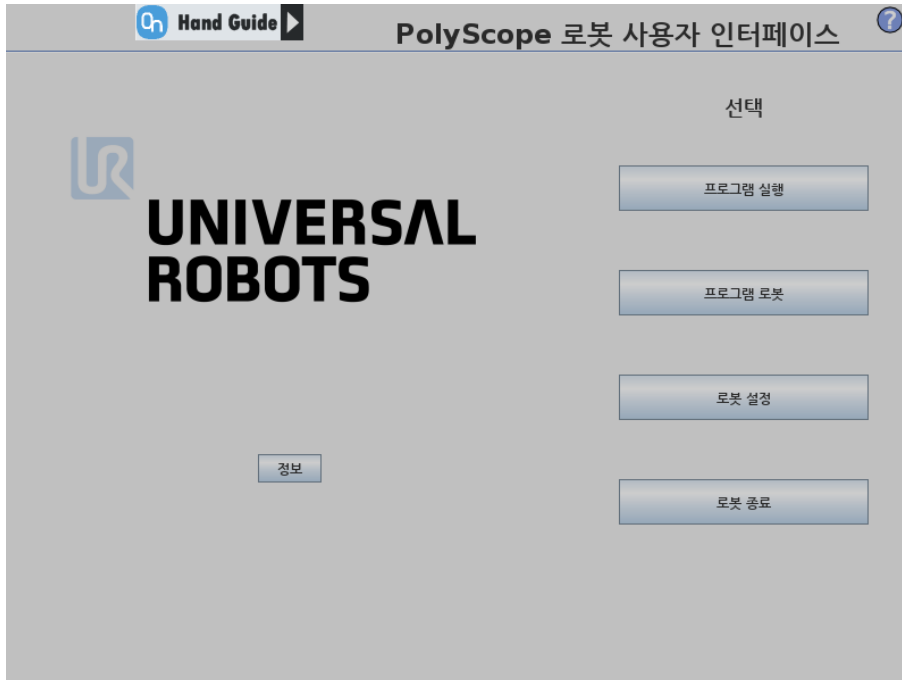 On Hand Guide
PolyScope 로봇 사용자 인터페이스
?
선택
UR
UNIVERSAL
ROBOTS
프로그램 실행
프로그램 로봇
로봇 설정
정보
로봇 종료